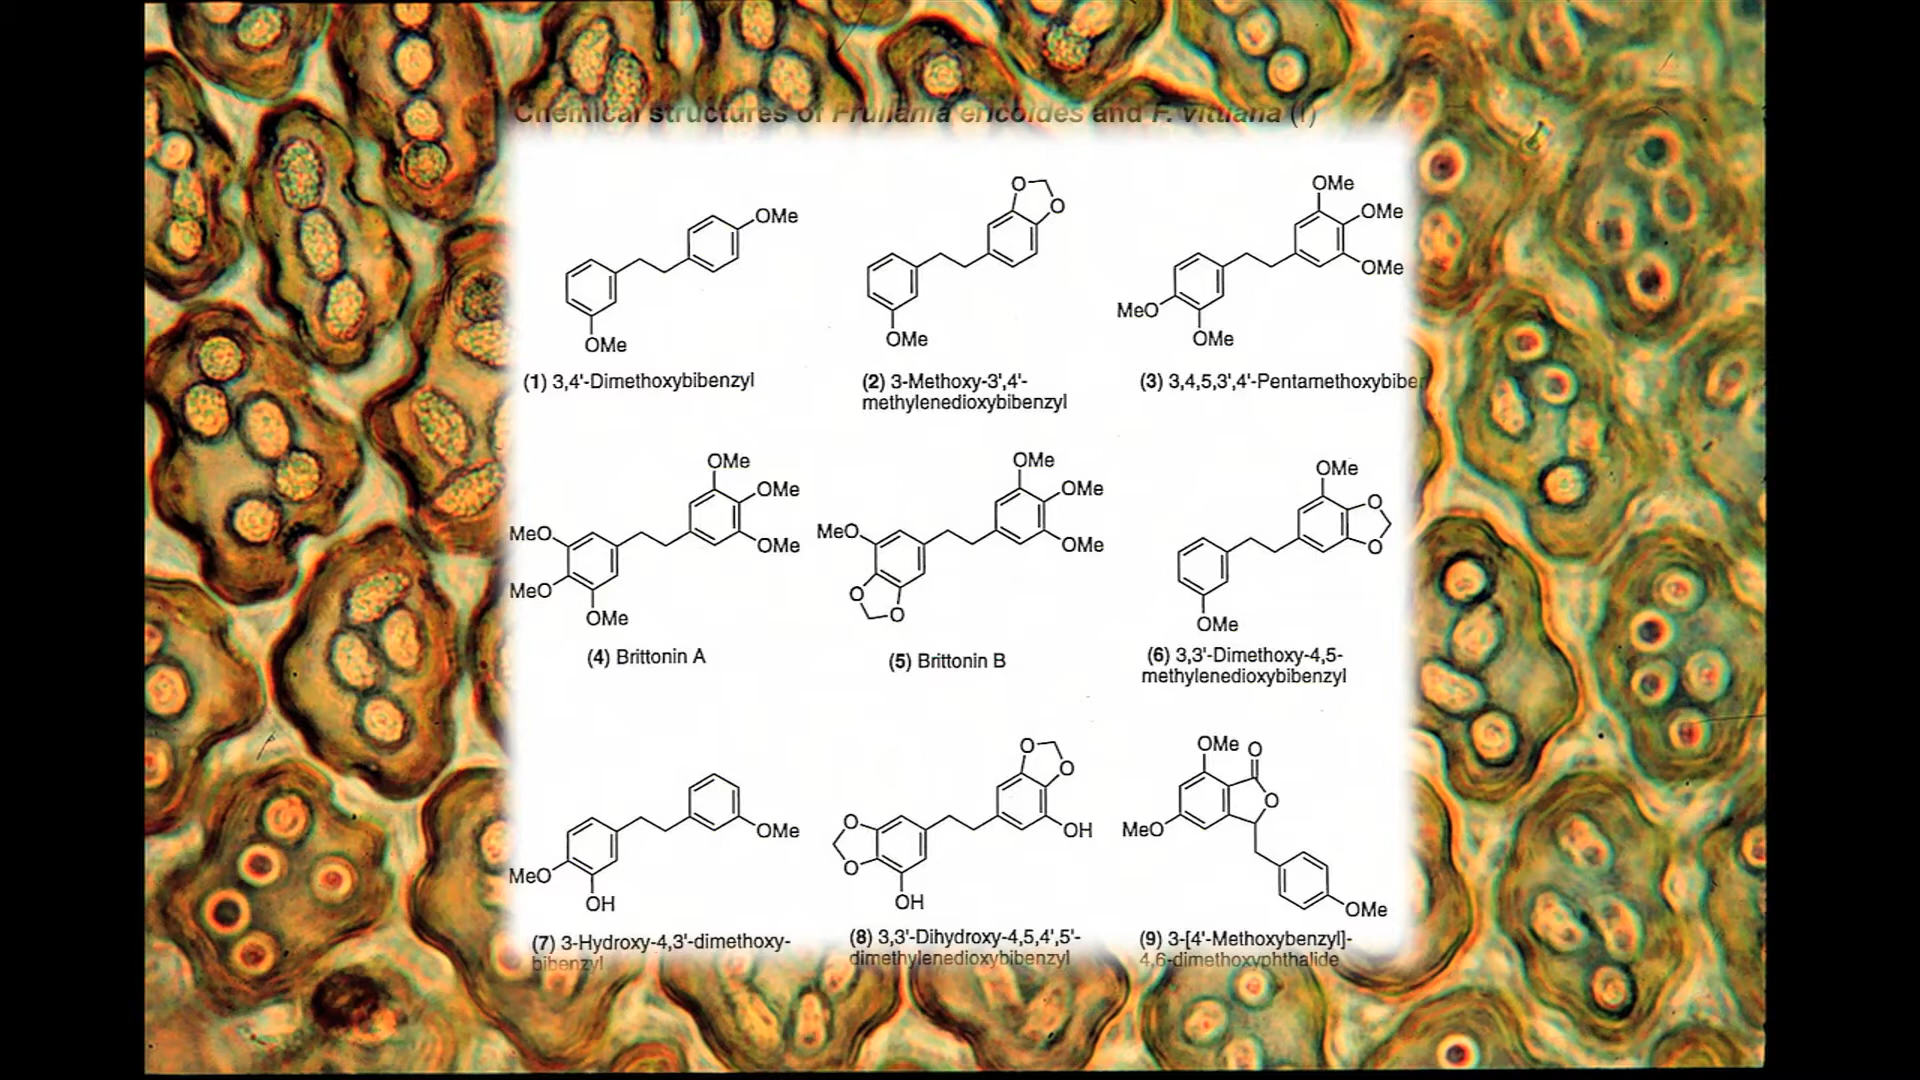 Chemical structures of Frullania ericoides and F. vittiana (I)
OMe
OMe
(1) 3,4'-Dimethoxybibenzyl
O
O
OMe
(2) 3-Methoxy-3',4'-
methylenedioxybibenzyl
OMe
OMe
OMe
MeO
OMe
(3) 3,4,5,3',4'-Pentamethoxybiben
OMe
OMe
MeO
OMe
MeO
OMe
(4) Brittonin A
OMe
OMe
MeO
OMe
O
O
(5) Brittonin B
OMe
O
O
OMe
(6) 3,3'-Dimethoxy-4,5-
methylenedioxybibenzyl
OMe
MeO
OH
(7) 3-Hydroxy-4,3'-dimethoxy-
bibenzyl
O
O
O
OH
O
OH
(8) 3,3'-Dihydroxy-4,5,4',5'-
dimethylenedioxybibenzyl
OMe
O
O
MeO
OMe
(9) 3-[4'-Methoxybenzyl]-
4,6-dimethoxyphthalide